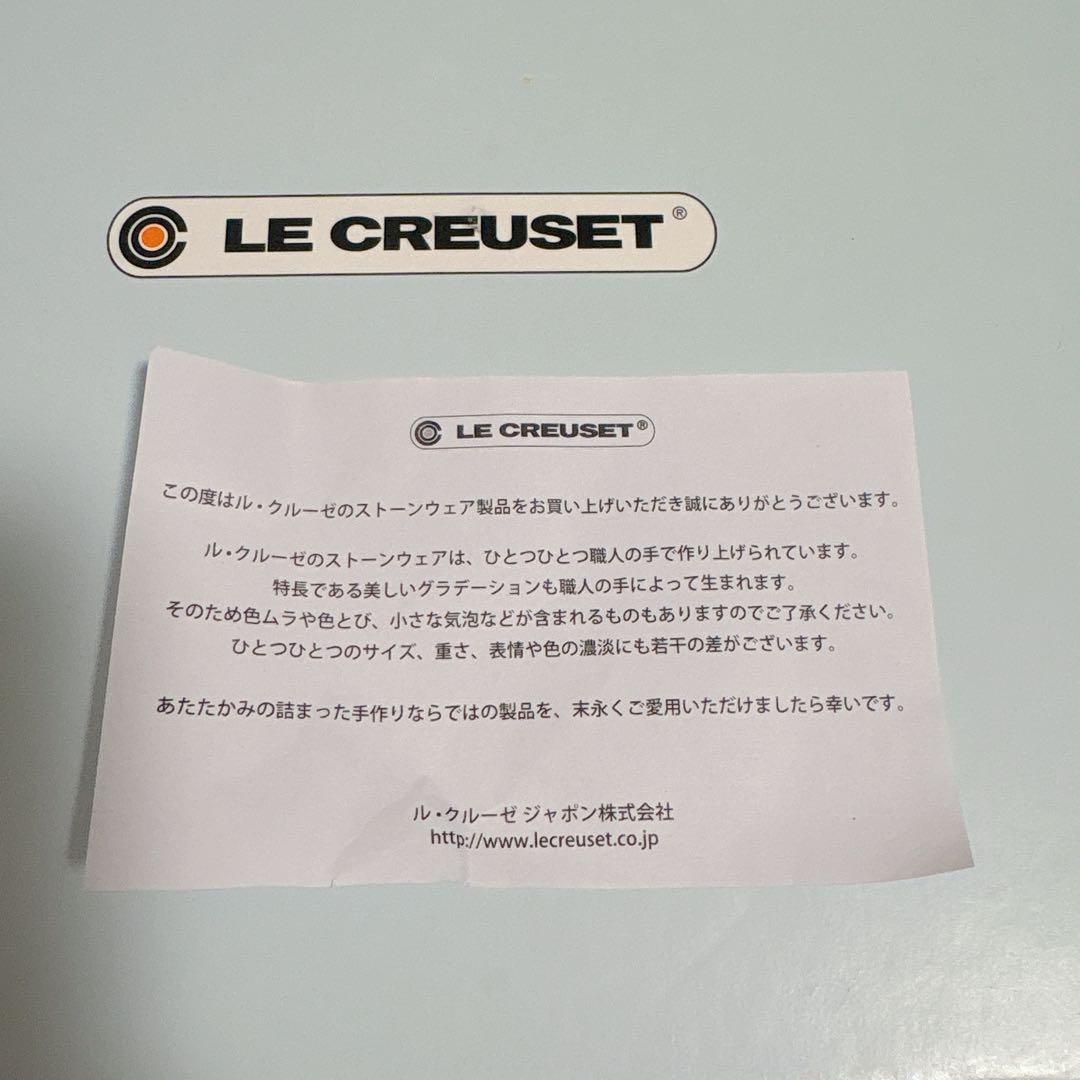 LE CREUSET®
LE CREUSET®
この度はル・クルーゼのストーンウェア製品をお買い上げいただき誠にありがとうございます。
ル・クルーゼのストーンウェアは、ひとつひとつ職人の手で作り上げられています。
特長である美しいグラデーションも職人の手によって生まれます。
そのため色ムラや色とび、小さな気泡などが含まれるものもありますのでご了承ください。
ひとつひとつのサイズ、重さ、表情や色の濃淡にも若干の差がございます。
あたたかみの詰まった手作りならではの製品を、末永くご愛用いただけましたら幸いです。
ル・クルーゼ ジャポン株式会社
http://www.lecreuset.co.jp